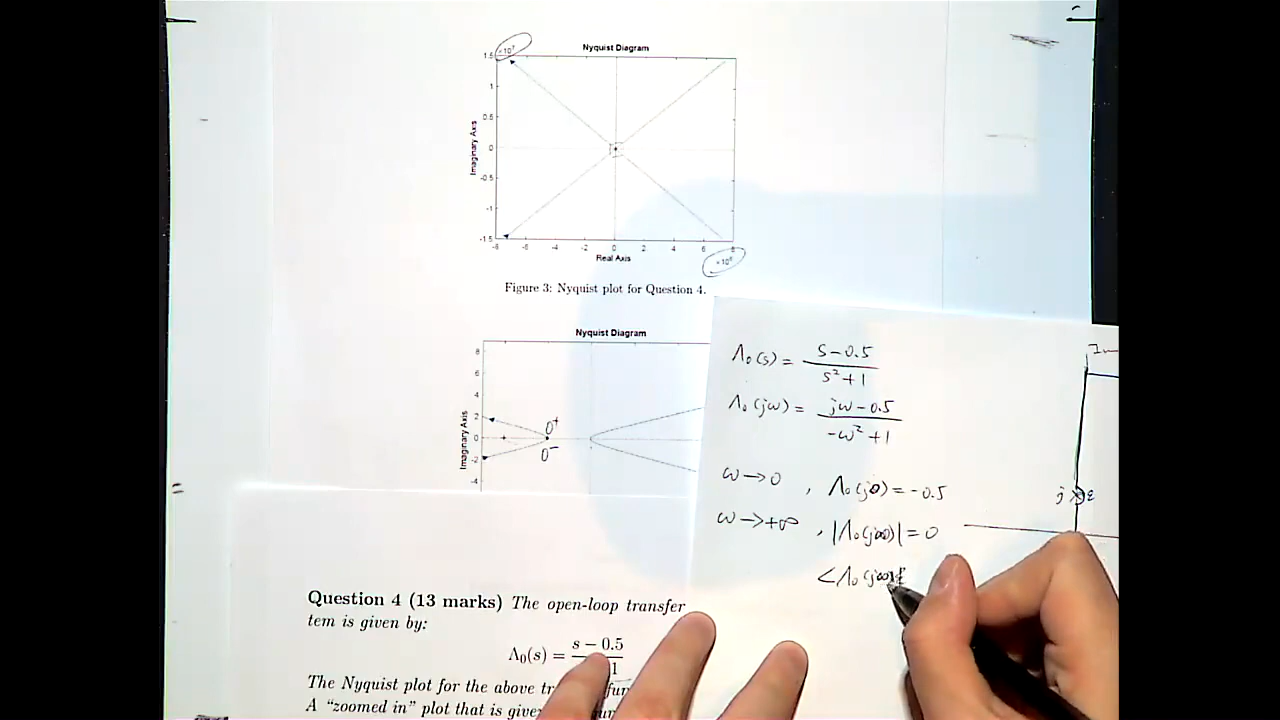 Nyquist Diagram
×10⁷
1.5
1
0.5
0
-0.5
-1
-1.5
Imaginary Axis
-8 -6 -4 -2 0 2 4 6 8
×10⁶
Real Axis
Figure 3: Nyquist plot for Question 4.
Nyquist Diagram
8
6
4
2
0
-2
-4
Imaginary Axis
0⁺
0⁻
Λ₀(s) = (s-0.5)/(s²+1)
Λ₀(jω) = (jω-0.5)/(-ω²+1)
ω→0 , Λ₀(j0) = -0.5
ω→+∞ , |Λ₀(j∞)| = 0
<Λ₀(j∞)
j ε
Question 4 (13 marks) The open-loop transfer
tem is given by:
Λ₀(s) = s − 0.5
1
The Nyquist plot for the above tr fun
A “zoomed in” plot that is give